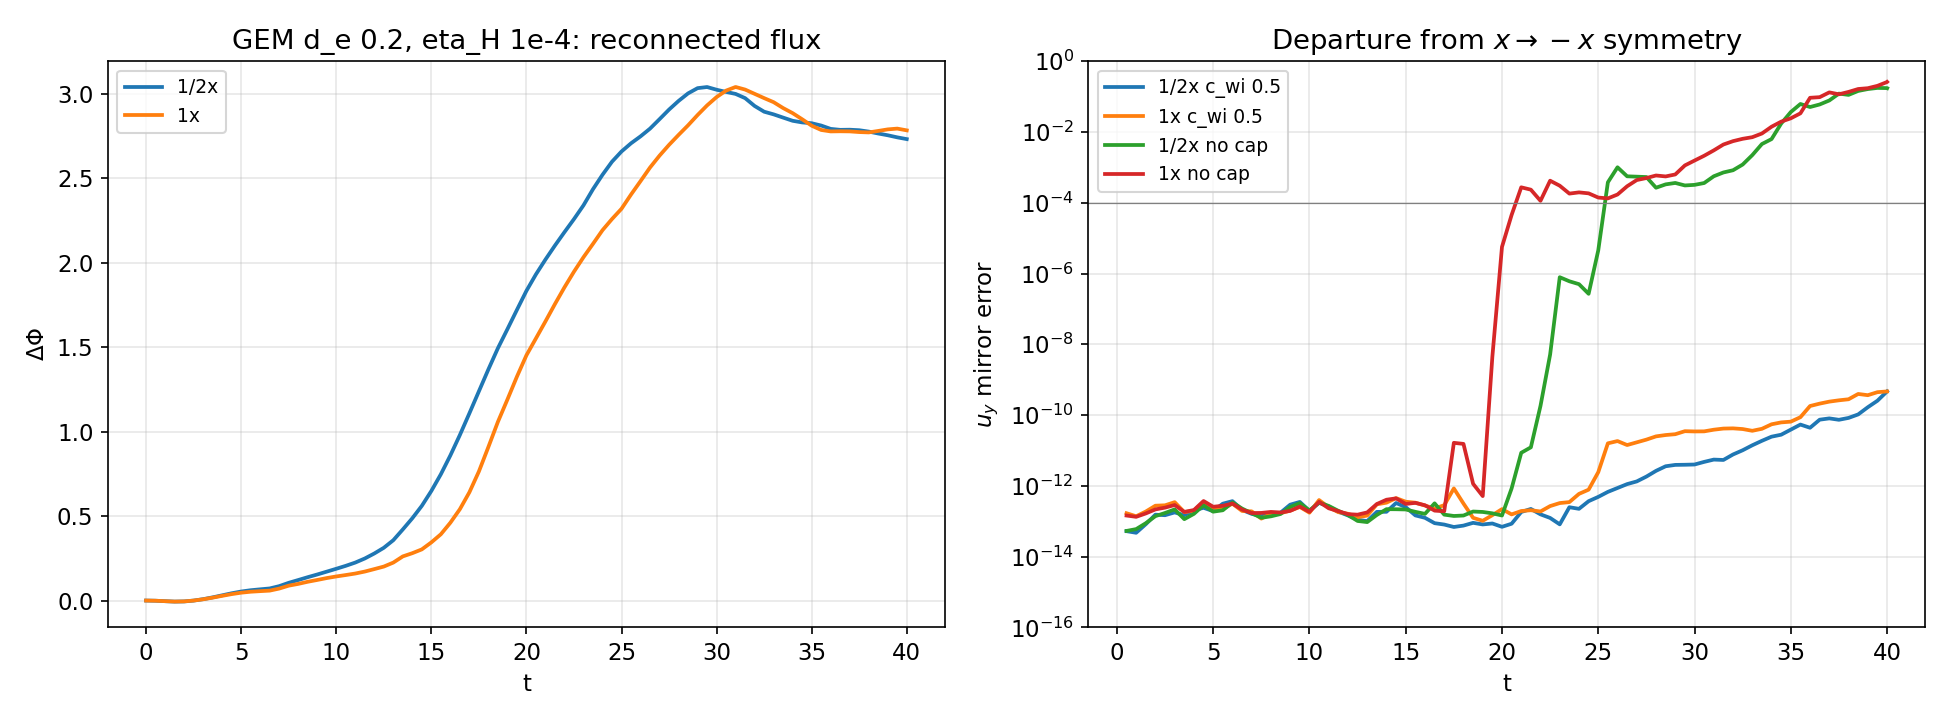 GEM d_e 0.2, eta_H 1e-4: reconnected flux
1/2x
1x
3.0
2.5
2.0
1.5
1.0
0.5
0.0
ΔΦ
0 5 10 15 20 25 30 35 40
t
Departure from x → − x symmetry
1/2x c_wi 0.5
1x c_wi 0.5
1/2x no cap
1x no cap
10⁰
10⁻²
10⁻⁴
10⁻⁶
10⁻⁸
10⁻¹⁰
10⁻¹²
10⁻¹⁴
10⁻¹⁶
u_y mirror error
0 5 10 15 20 25 30 35 40
t